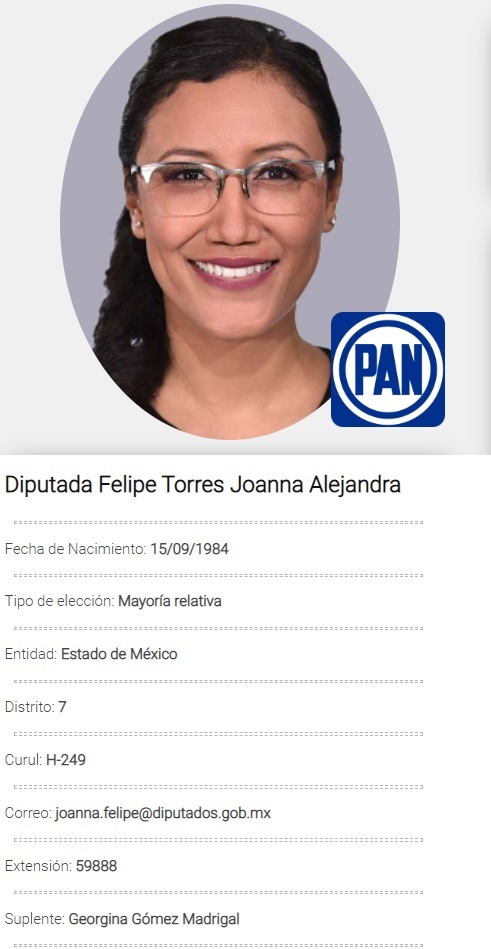 PAN
Diputada Felipe Torres Joanna Alejandra
Fecha de Nacimiento: 15/09/1984
Tipo de elección: Mayoría relativa
Entidad: Estado de México
Distrito: 7
Curul: H-249
Correo: joanna.felipe@diputados.gob.mx
Extensión: 59888
Suplente: Georgina Gómez Madrigal